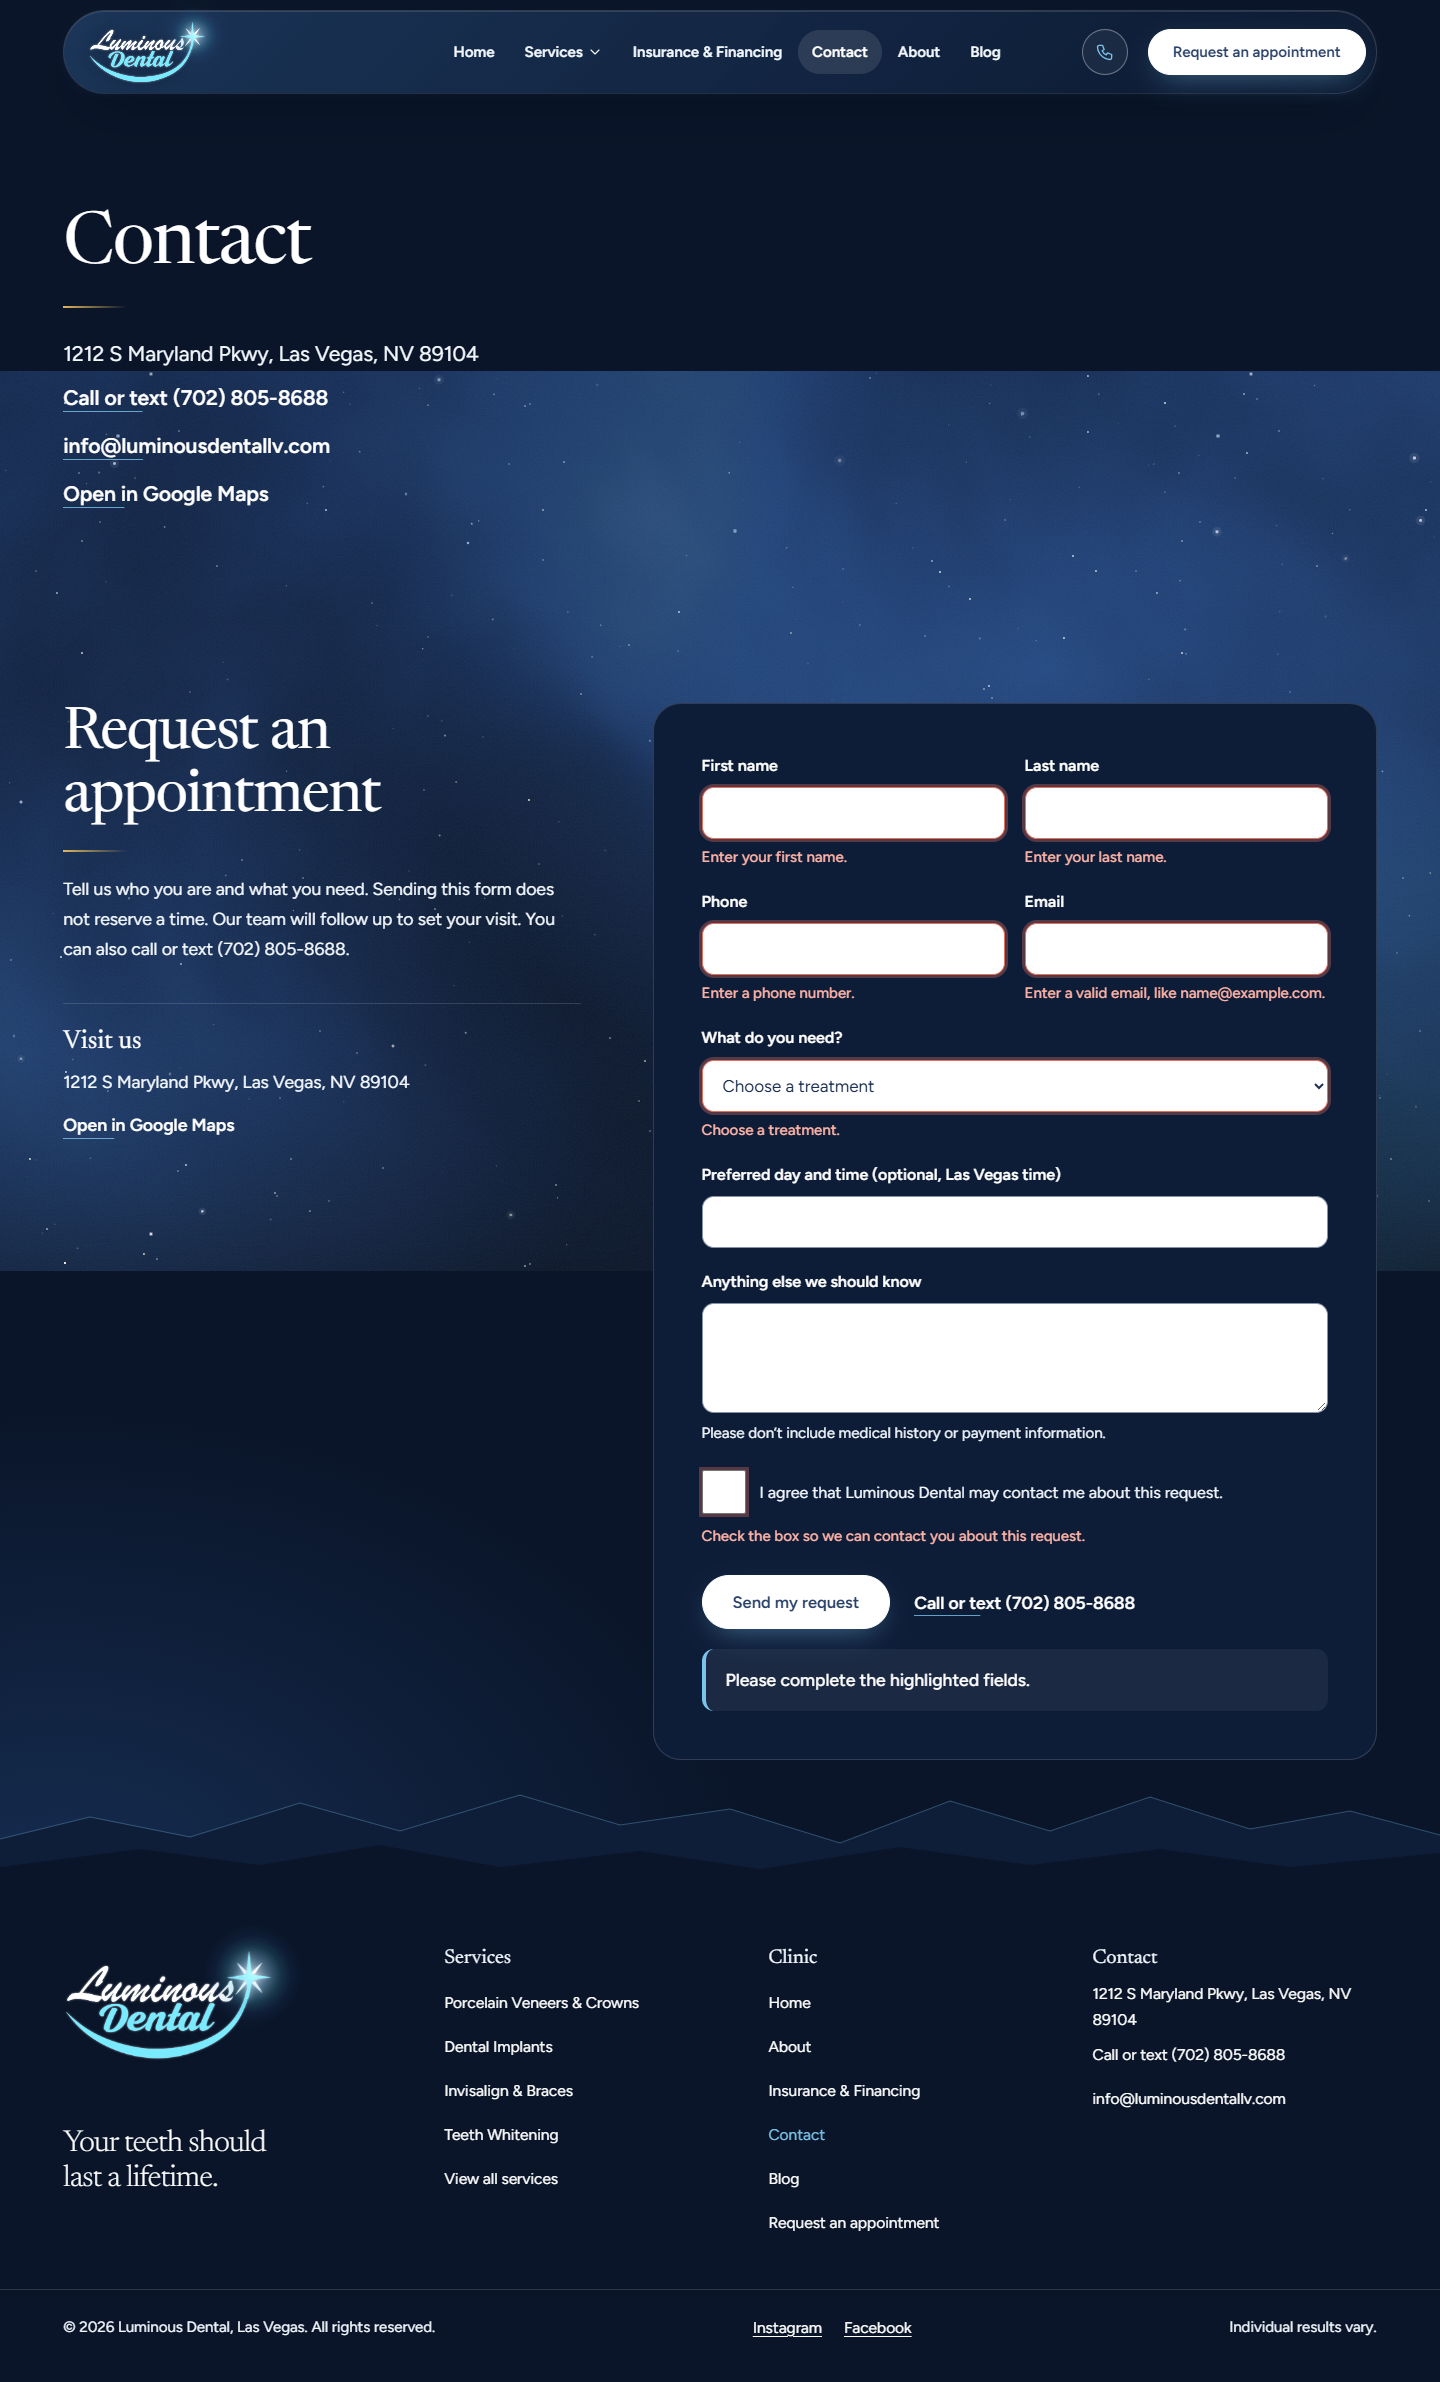 Luminous
Dental
Home
Services
Insurance & Financing
Contact
About
Blog
Request an appointment
Contact
1212 S Maryland Pkwy, Las Vegas, NV 89104
Call or text (702) 805-8688
info@luminousdentallv.com
Open in Google Maps
Request an
appointment
Tell us who you are and what you need. Sending this form does
not reserve a time. Our team will follow up to set your visit. You
can also call or text (702) 805-8688.
Visit us
1212 S Maryland Pkwy, Las Vegas, NV 89104
Open in Google Maps
First name
Last name
Enter your first name.
Enter your last name.
Phone
Email
Enter a phone number.
Enter a valid email, like name@example.com.
What do you need?
Choose a treatment
Choose a treatment.
Preferred day and time (optional, Las Vegas time)
Anything else we should know
Please don’t include medical history or payment information.
I agree that Luminous Dental may contact me about this request.
Check the box so we can contact you about this request.
Send my request
Call or text (702) 805-8688
Please complete the highlighted fields.
Luminous
Dental
Your teeth should
last a lifetime.
Services
Porcelain Veneers & Crowns
Dental Implants
Invisalign & Braces
Teeth Whitening
View all services
Clinic
Home
About
Insurance & Financing
Contact
Blog
Request an appointment
Contact
1212 S Maryland Pkwy, Las Vegas, NV
89104
Call or text (702) 805-8688
info@luminousdentallv.com
© 2026 Luminous Dental, Las Vegas. All rights reserved.
Instagram
Facebook
Individual results vary.